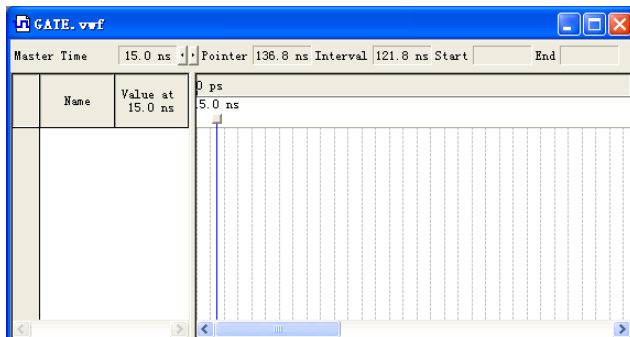 GATE.vwf
Master Time 15.0 ns Pointer 136.8 ns Interval 121.8 ns Start End
Name
Value at
15.0 ns
0 ps
5.0 ns